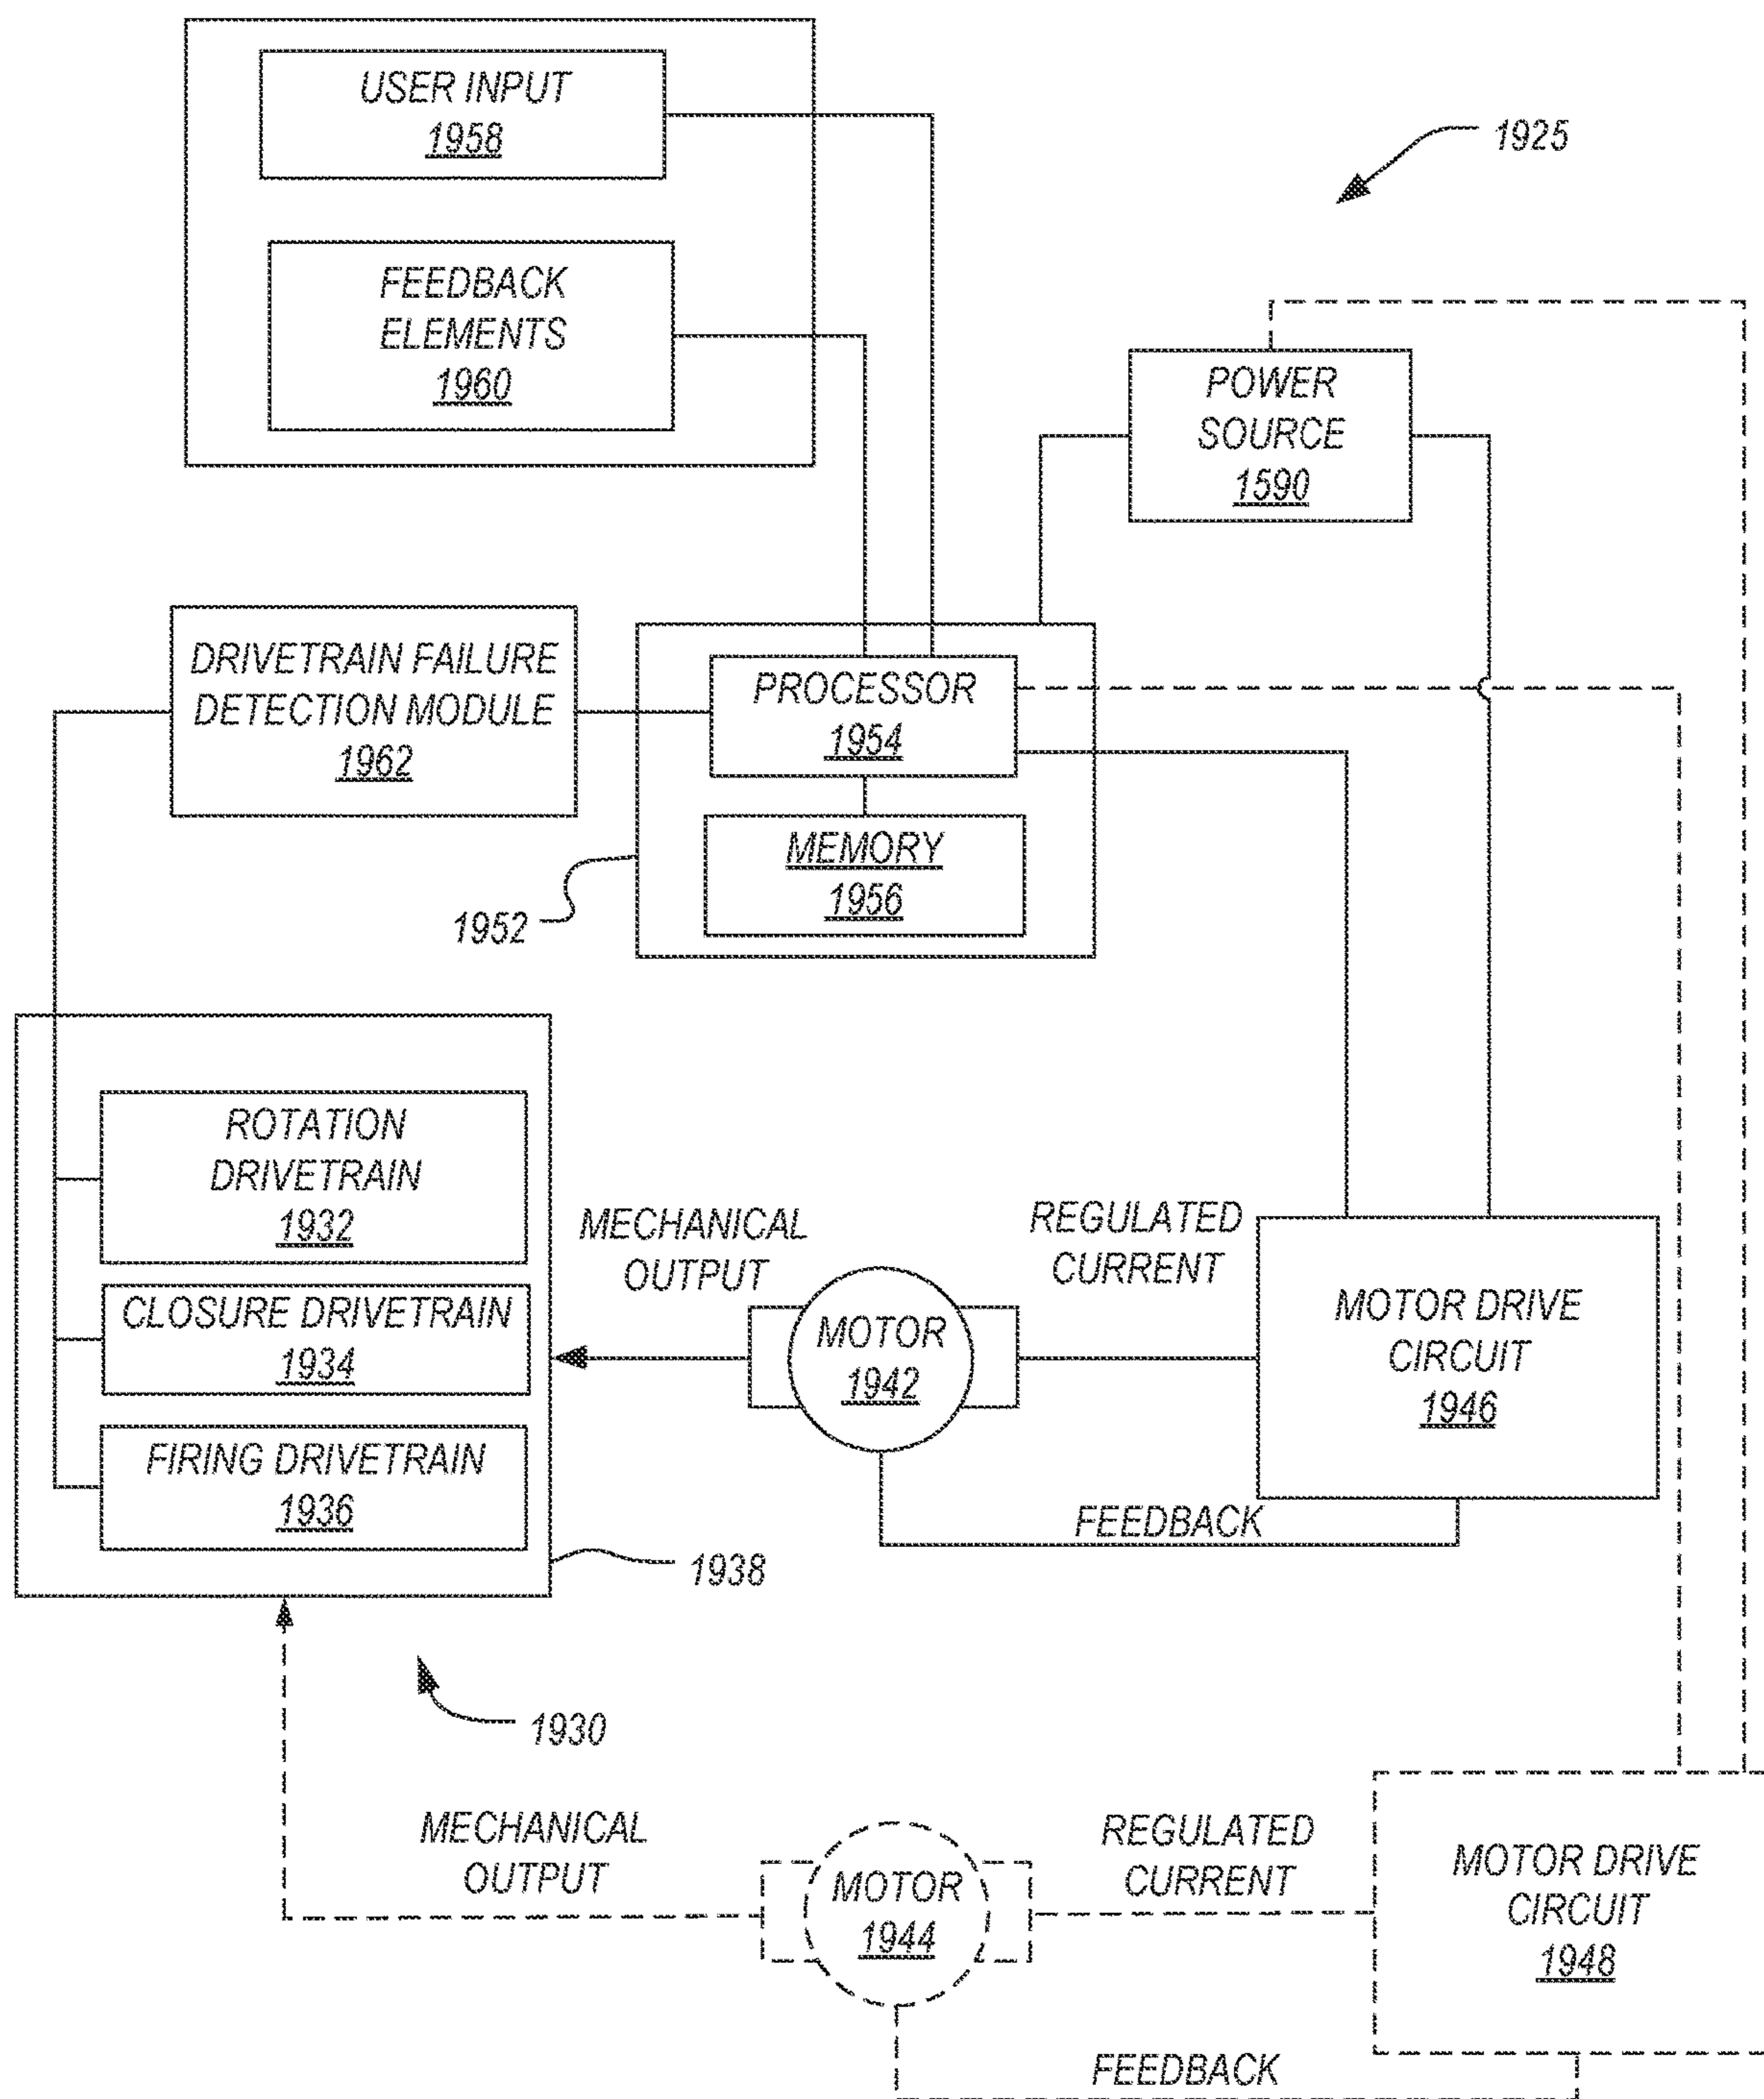 USER INPUT
1958
1925
FEEDBACK
ELEMENTS
1960
POWER
SOURCE
1590
DRIVETRAIN FAILURE
DETECTION MODULE
1962
PROCESSOR
1954
MEMORY
1956
1952
ROTATION
DRIVETRAIN
1932
CLOSURE DRIVETRAIN
1934
FIRING DRIVETRAIN
1936
1938
MECHANICAL
OUTPUT
MOTOR
1942
REGULATED
CURRENT
MOTOR DRIVE
CIRCUIT
1946
FEEDBACK
1930
MECHANICAL
OUTPUT
MOTOR
1944
REGULATED
CURRENT
MOTOR DRIVE
CIRCUIT
1948
FEEDBACK